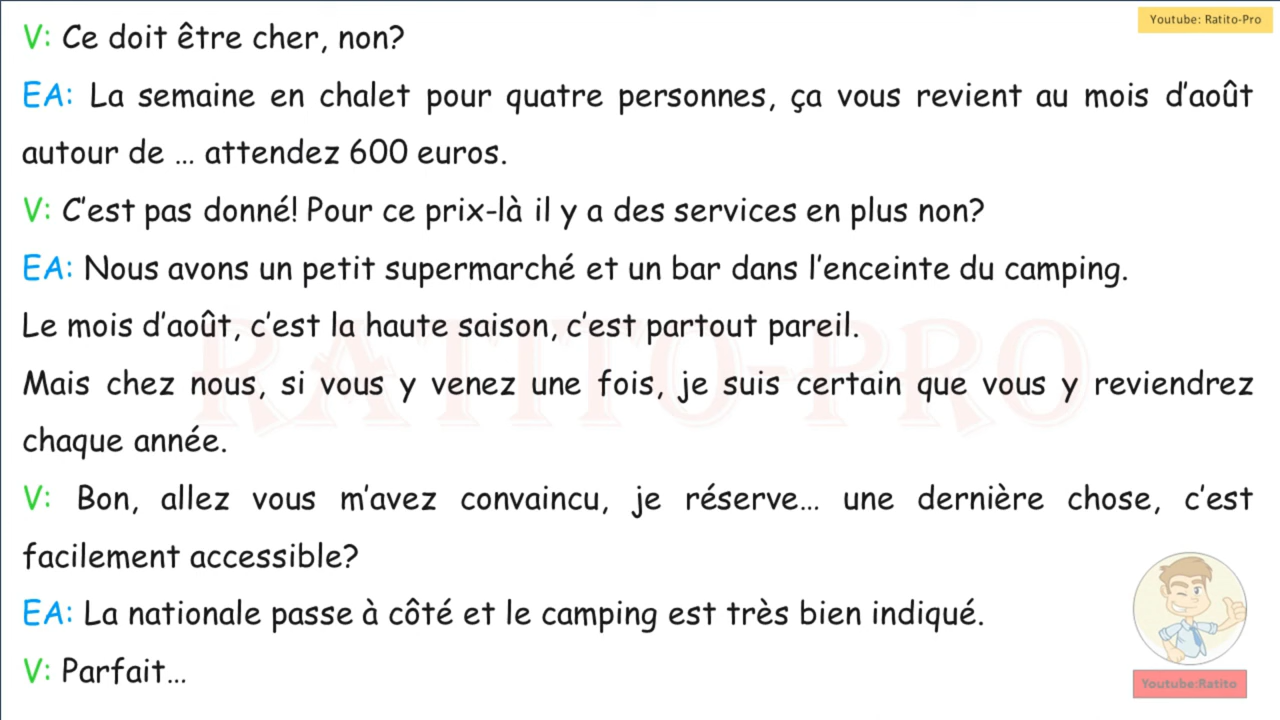 Youtube: Ratito-Pro
V: Ce doit être cher, non?
EA: La semaine en chalet pour quatre personnes, ça vous revient au mois d'août
autour de ... attendez 600 euros.
V: C'est pas donné! Pour ce prix-là il y a des services en plus non?
EA: Nous avons un petit supermarché et un bar dans l'enceinte du camping.
Le mois d'août, c'est la haute saison, c'est partout pareil.
RATITO-PRO
Mais chez nous, si vous y venez une fois, je suis certain que vous y reviendrez
chaque année.
V: Bon, allez vous m'avez convaincu, je réserve... une dernière chose, c'est
facilement accessible?
EA: La nationale passe à côté et le camping est très bien indiqué.
V: Parfait...
Youtube:Ratito